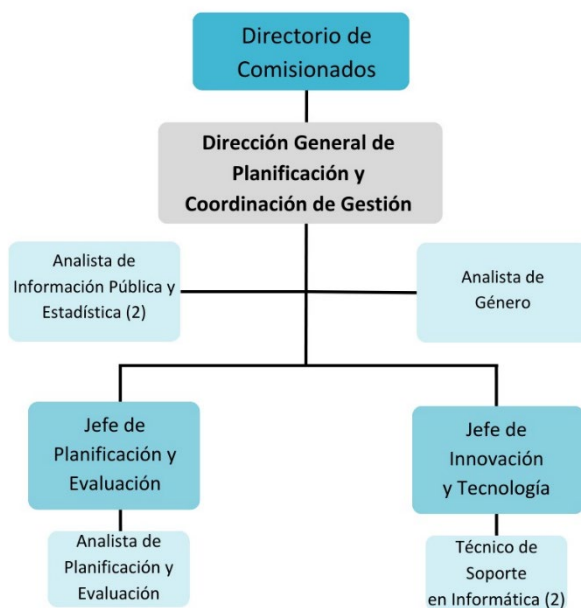 Directorio de
Comisionados
Dirección General de
Planificación y
Coordinación de Gestión
Analista de
Información Pública y
Estadística (2)
Analista de
Género
Jefe de
Planificación y
Evaluación
Jefe de
Innovación
y Tecnología
Analista de
Planificación y
Evaluación
Técnico de
Soporte
en Informática (2)